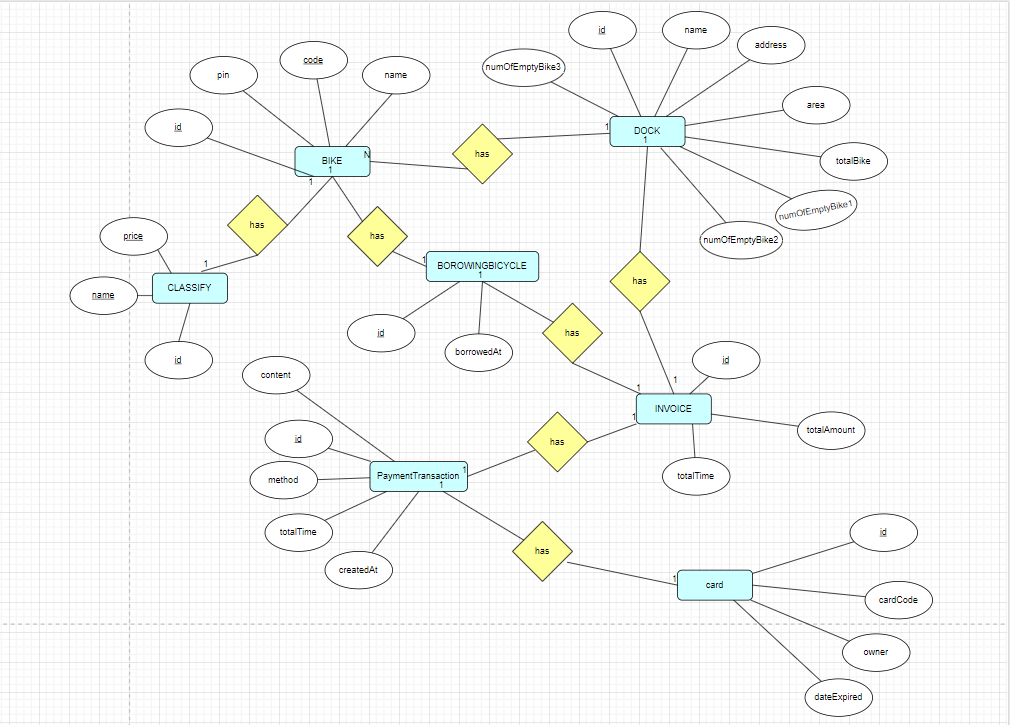 id
name
address
numOfEmptyBike3
area
totalBike
numOfEmptyBike1
numOfEmptyBike2
1
DOCK
1
code
pin
name
id
BIKE
N
1
1
has
has
has
has
price
name
id
1
CLASSIFY
1
BOROWINGBICYCLE
1
id
borrowedAt
has
1
1
1
INVOICE
id
totalAmount
totalTime
content
id
method
totalTime
createdAt
has
1
PaymentTransaction
1
has
1
card
id
cardCode
owner
dateExpired